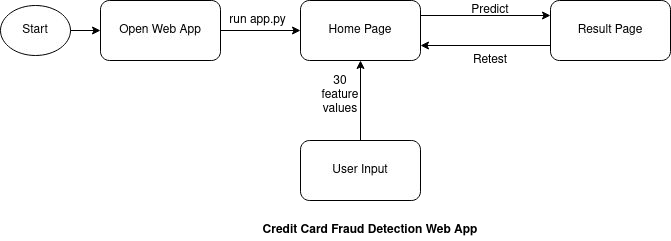 Start
Open Web App
run app.py
Home Page
Predict
Result Page
Retest
30
feature
values
User Input
Credit Card Fraud Detection Web App